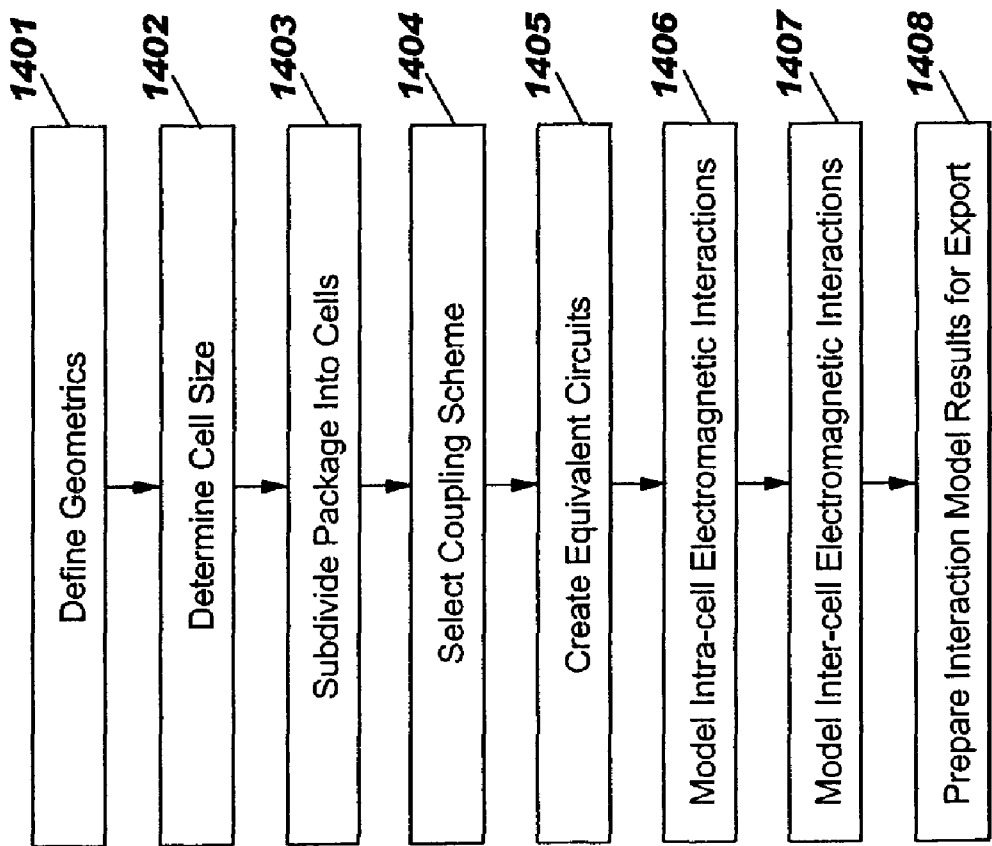 Define Geometrics
1401
Determine Cell Size
1402
Subdivide Package Into Cells
1403
Select Coupling Scheme
1404
Create Equivalent Circuits
1405
Model Intra-cell Electromagnetic Interactions
1406
Model Inter-cell Electromagnetic Interactions
1407
Prepare Interaction Model Results for Export
1408